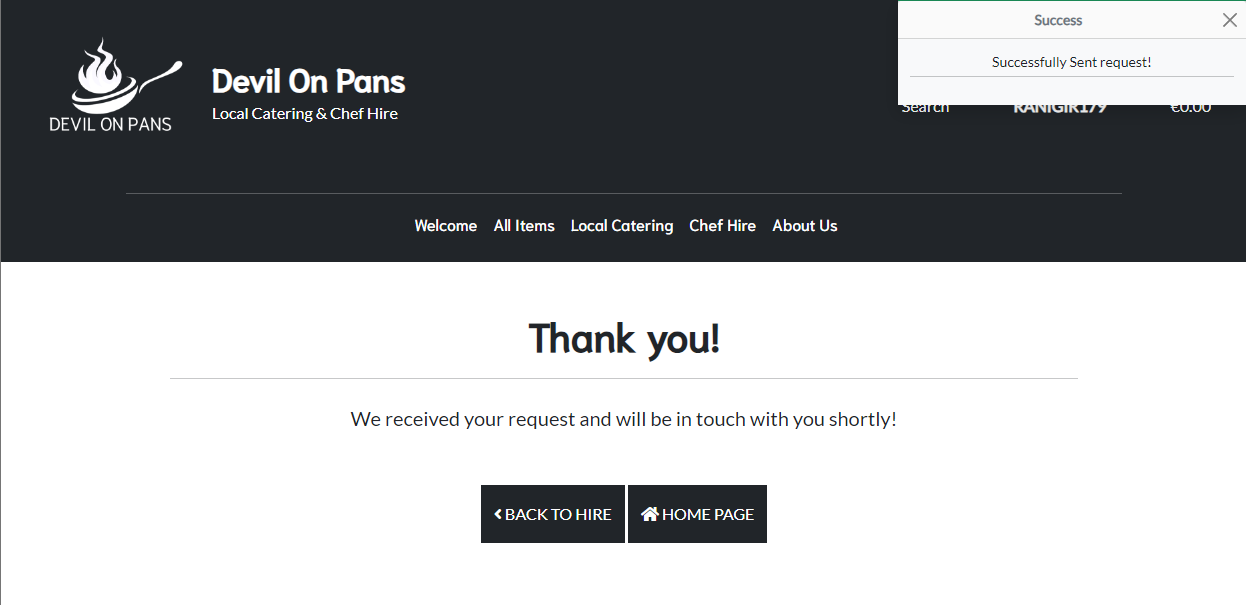 Success
Successfully Sent request!
DEVIL ON PANS
Devil On Pans
Local Catering & Chef Hire
Search
RANIGIR179
€0.00
Welcome
All Items
Local Catering
Chef Hire
About Us
Thank you!
We received your request and will be in touch with you shortly!
BACK TO HIRE
HOME PAGE